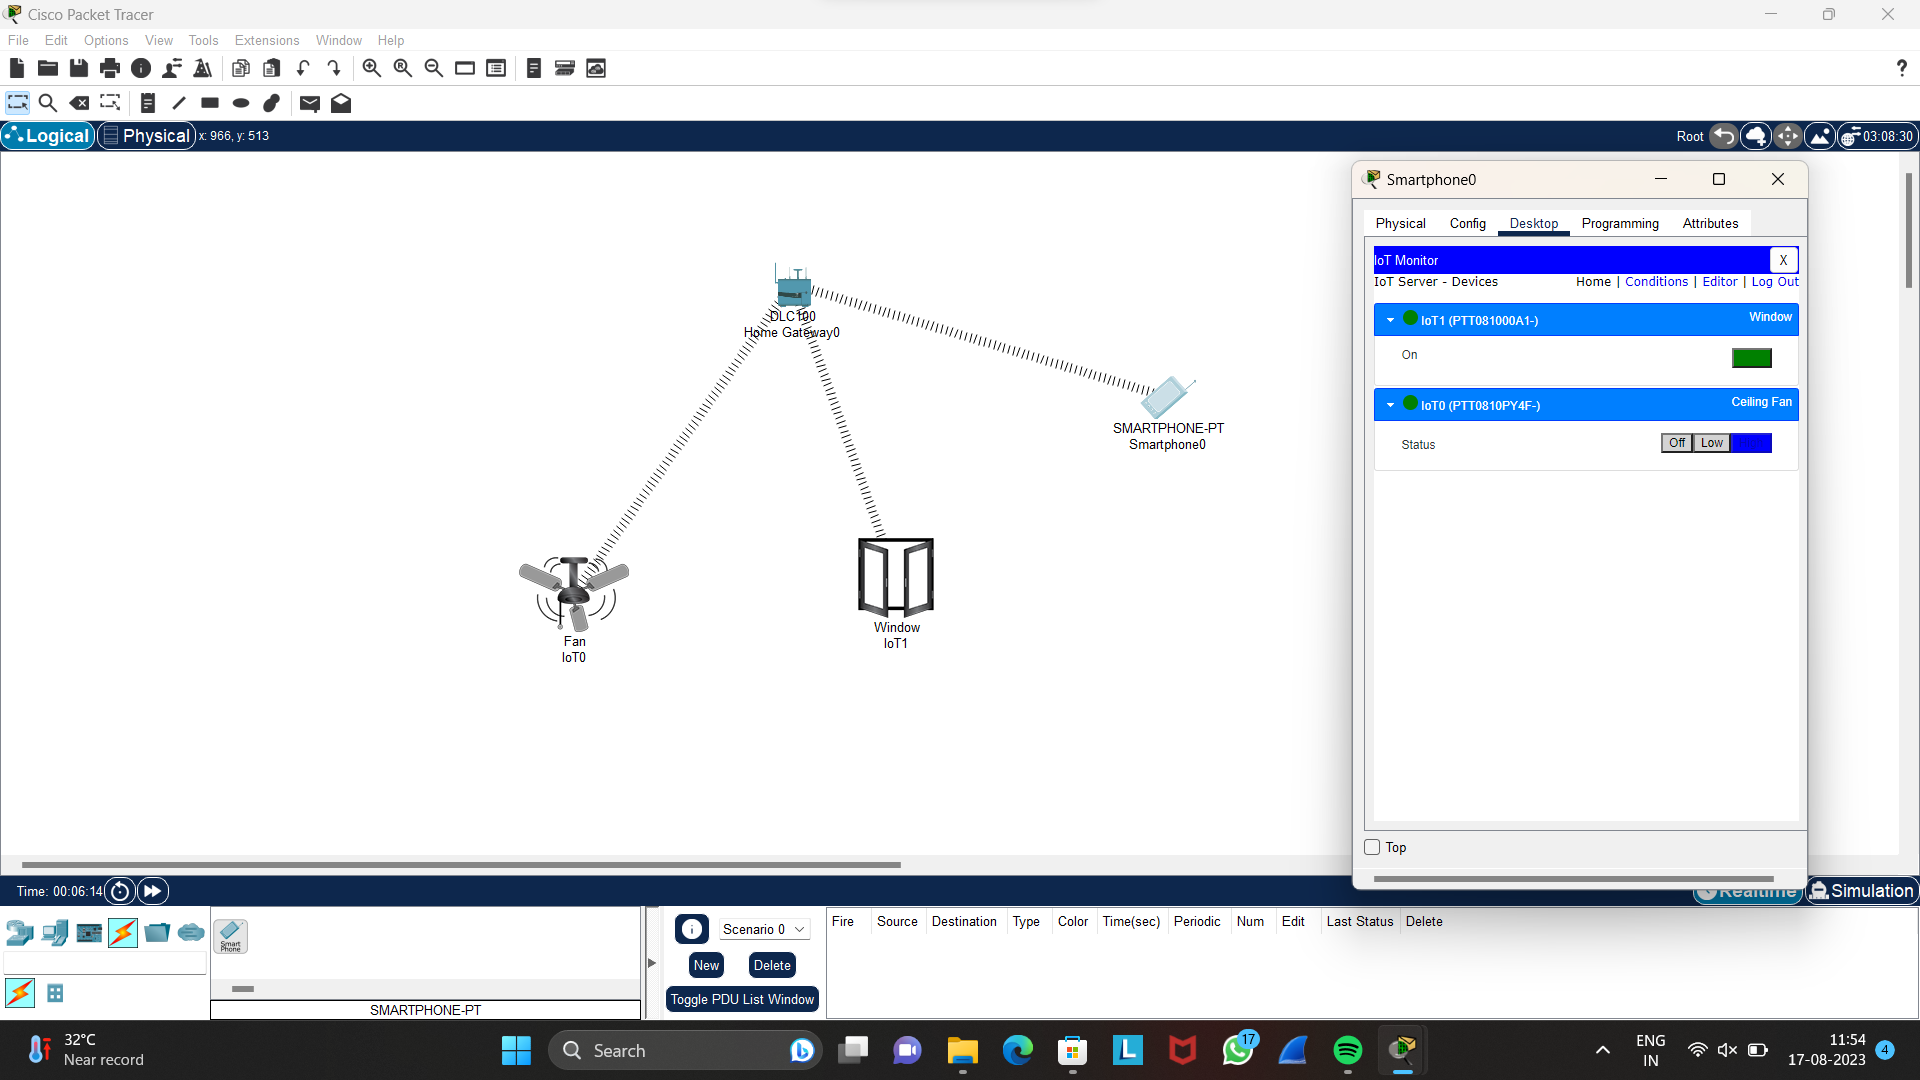 Cisco Packet Tracer
File Edit Options View Tools Extensions Window Help
?
Logical Physical x: 966, y: 513
Root 03:08:30
DLC100
Home Gateway0
SMARTPHONE-PT
Smartphone0
Fan
IoT0
Window
IoT1
Smartphone0
Physical Config Desktop Programming Attributes
IoT Monitor X
IoT Server - Devices Home | Conditions | Editor | Log Out
IoT1 (PTT081000A1-) Window
On
IoT0 (PTT0810PY4F-) Ceiling Fan
Status Off Low
Top
Time: 00:06:14
Realtime Simulation
Smart
Phone
SMARTPHONE-PT
Scenario 0
New Delete
Toggle PDU List Window
Fire Source Destination Type Color Time(sec) Periodic Num Edit Last Status Delete
32°C
Near record
Search
L
17
ENG
IN
11:54
17-08-2023
4